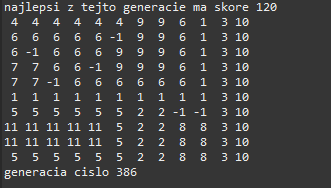 najlepsi z tejto generacie ma skore 120
4 4 4 4 4 4 9 9 6 1 3 10
6 6 6 6 6 -1 9 9 6 1 3 10
6 -1 6 6 6 9 9 9 6 1 3 10
7 7 6 6 -1 9 9 9 6 1 3 10
7 7 -1 6 6 6 6 6 6 1 3 10
1 1 1 1 1 1 1 1 1 1 3 10
5 5 5 5 5 5 2 2 -1 -1 3 10
11 11 11 11 11 5 2 2 8 8 3 10
11 11 11 11 11 5 2 2 8 8 3 10
5 5 5 5 5 5 2 2 8 8 3 10
generacia cislo 386